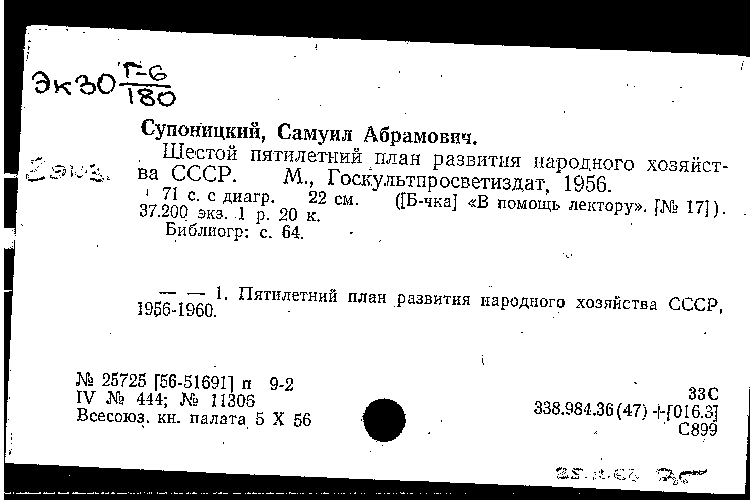 Эк30 Г-6/180
Супоницкий, Самуил Абрамович.
Шестой пятилетний план развития народного хозяйст-
ва СССР. М., Госкультпросветиздат, 1956.
71 с. с диагр. 22 см. ([Б-чка] «В помощь лектору». [№ 17]).
37.200 экз. 1 р. 20 к.
Библиогр: с. 64.
2 экз.
— — 1. Пятилетний план развития народного хозяйства СССР,
1956-1960.
№ 25725 [56-51691] п 9-2
IV № 444; № 11306
Всесоюз. кн. палата 5 X 56
33С
338.984.36(47)+[016.3]
С899